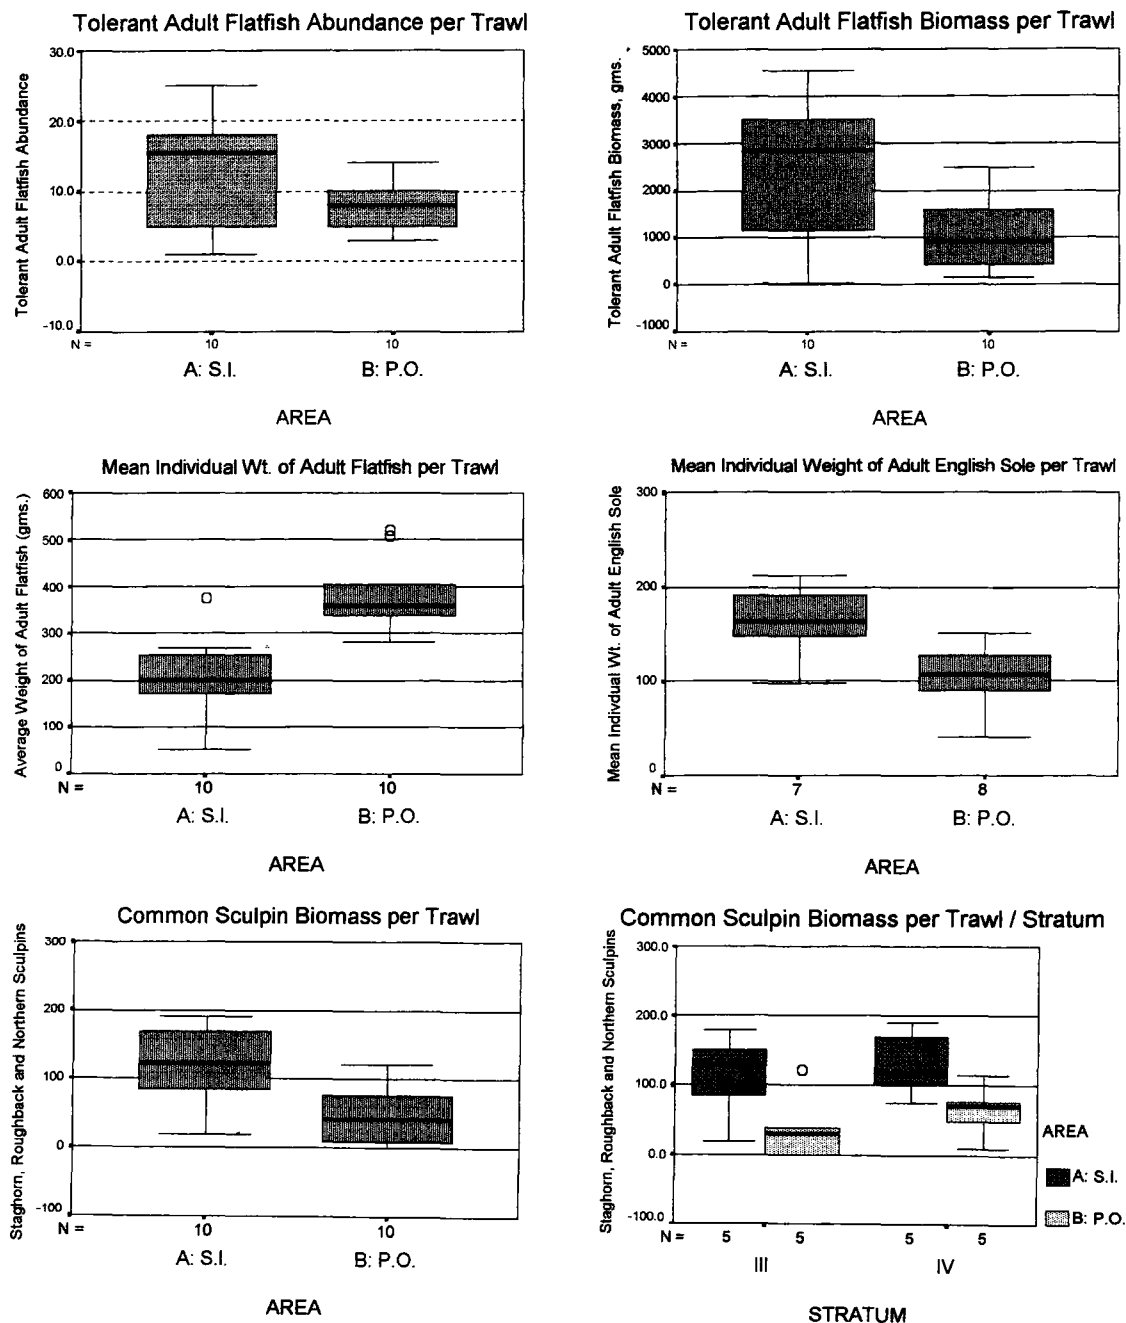 Tolerant Adult Flatfish Abundance per Trawl
Tolerant Adult Flatfish Abundance
30.0
20.0
10.0
0.0
-10.0
N = 10 10
A: S.I. B: P.O.
AREA
Tolerant Adult Flatfish Biomass per Trawl
Tolerant Adult Flatfish Biomass, gms.
5000
4000
3000
2000
1000
0
-1000
N = 10 10
A: S.I. B: P.O.
AREA
Mean Individual Wt. of Adult Flatfish per Trawl
Average Weight of Adult Flatfish (gms.)
600
500
400
300
200
100
0
N = 10 10
A: S.I. B: P.O.
AREA
Mean Individual Weight of Adult English Sole per Trawl
Mean Indivdual Wt. of Adult English Sole
300
200
100
0
N = 7 8
A: S.I. B: P.O.
AREA
Common Sculpin Biomass per Trawl
Staghorn, Roughback and Northern Sculpins
300
200
100
0
-100
N = 10 10
A: S.I. B: P.O.
AREA
Common Sculpin Biomass per Trawl / Stratum
Staghorn, Roughback and Northern Sculpins
300.0
200.0
100.0
0.0
-100.0
N = 5 5 5 5
III IV
STRATUM
AREA
A: S.I.
B: P.O.